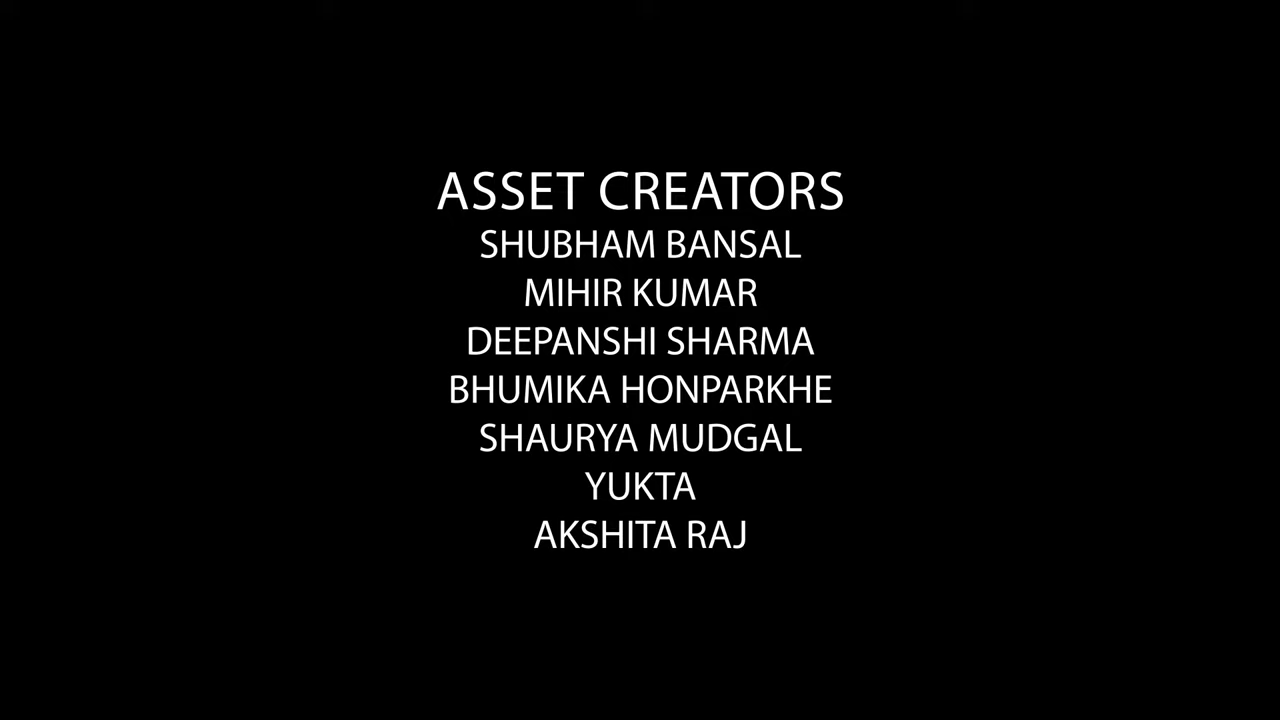 ASSET CREATORS
SHUBHAM BANSAL
MIHIR KUMAR
DEEPANSHI SHARMA
BHUMIKA HONPARKHE
SHAURYA MUDGAL
YUKTA
AKSHITA RAJ